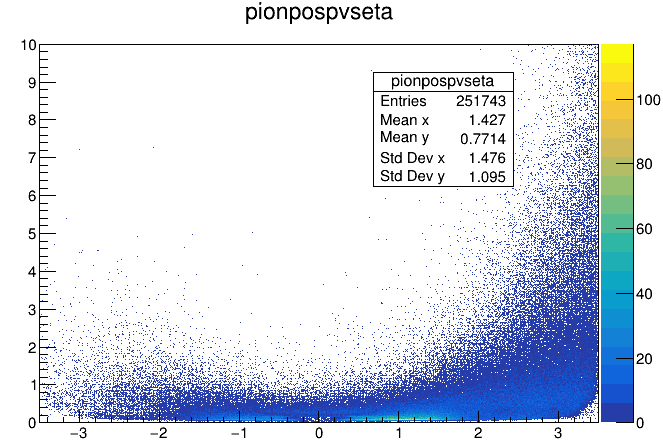 pionpospvseta
pionpospvseta
Entries 251743
Mean x 1.427
Mean y 0.7714
Std Dev x 1.476
Std Dev y 1.095
10
9
8
7
6
5
4
3
2
1
0
−3 −2 −1 0 1 2 3
100
80
60
40
20
0